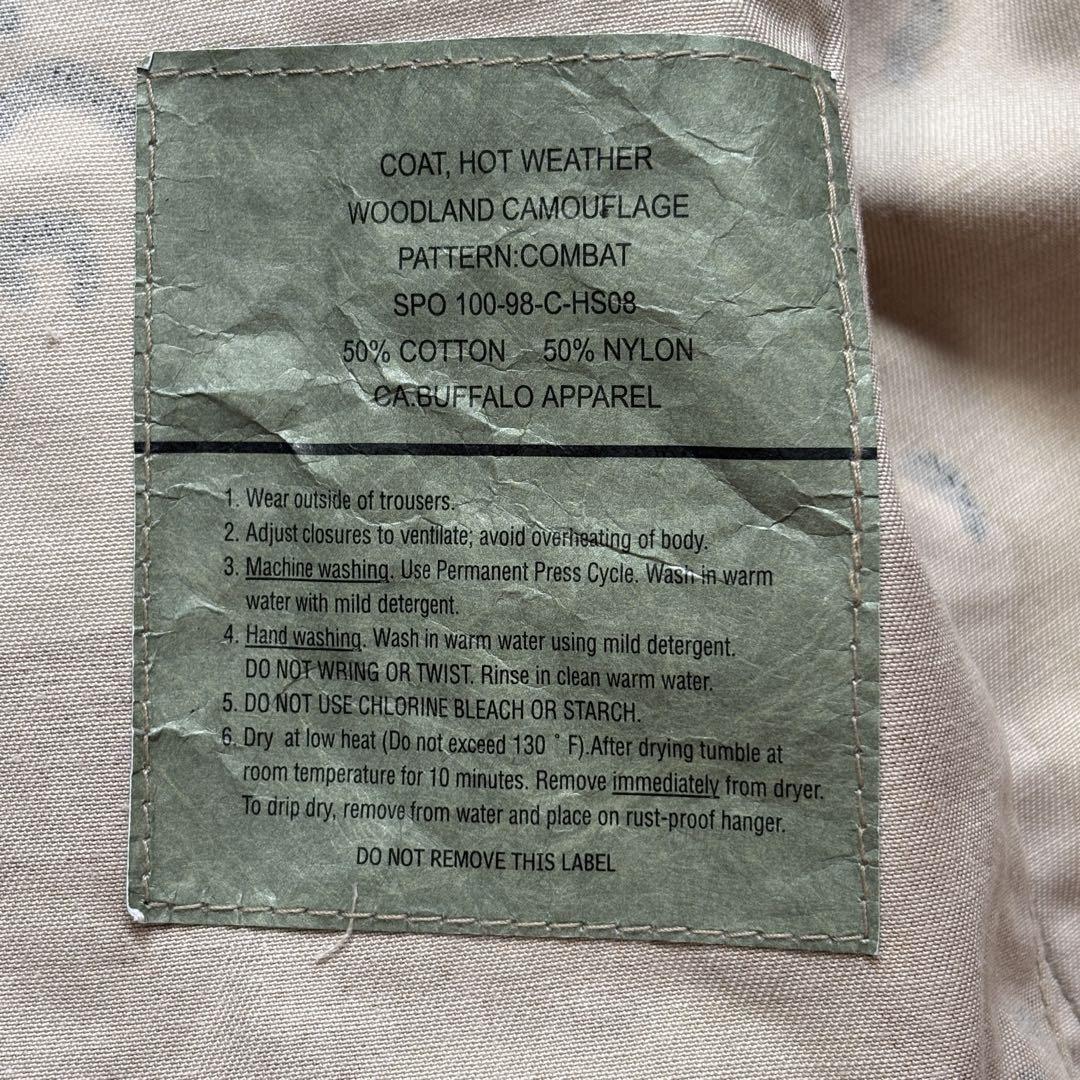 COAT, HOT WEATHER
WOODLAND CAMOUFLAGE
PATTERN:COMBAT
SPO 100-98-C-HS08
50% COTTON 50% NYLON
CA.BUFFALO APPAREL
1. Wear outside of trousers.
2. Adjust closures to ventilate; avoid overheating of body.
3. Machine washing. Use Permanent Press Cycle. Wash in warm
water with mild detergent.
4. Hand washing. Wash in warm water using mild detergent.
DO NOT WRING OR TWIST. Rinse in clean warm water.
5. DO NOT USE CHLORINE BLEACH OR STARCH.
6. Dry at low heat (Do not exceed 130 ° F).After drying tumble at
room temperature for 10 minutes. Remove immediately from dryer.
To drip dry, remove from water and place on rust-proof hanger.
DO NOT REMOVE THIS LABEL